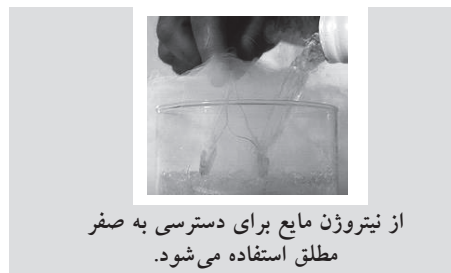 از نیتروژن مایع برای دسترسی به صفر
مطلق استفاده می‌شود.